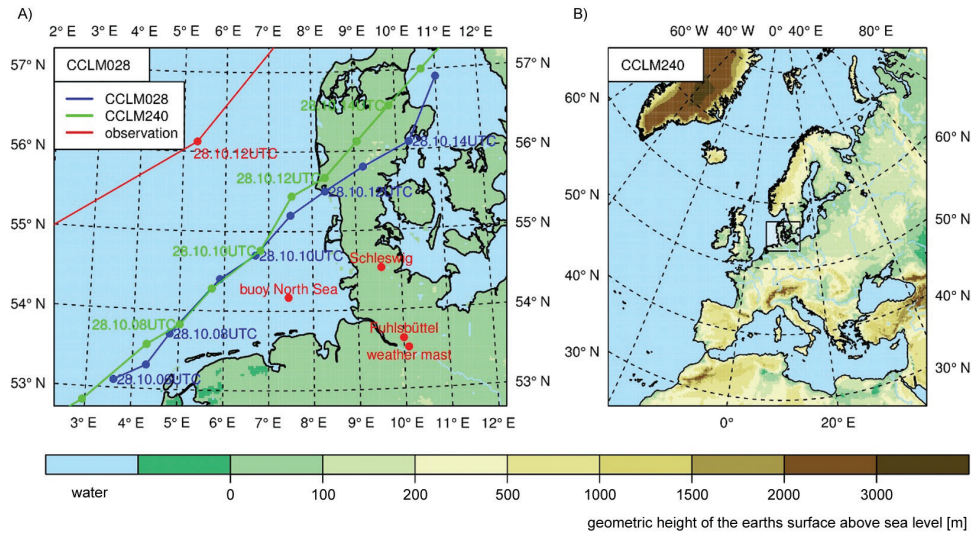 A)
2° E 3° E 4° E 5° E 6° E 7° E 8° E 9° E 10° E 11° E 12° E
CCLM028
CCLM028
CCLM240
observation
57° N
56° N
55° N
54° N
53° N
57° N
56° N
55° N
54° N
53° N
28.10.12UTC
28.10.14UTC
28.10.14UTC
28.10.12UTC
28.10.12UTC
28.10.10UTC
28.10.10UTC
Schleswig
buoy North Sea
28.10.08UTC
28.10.08UTC
Fuhlsbüttel
weather mast
28.10.06UTC
3° E 4° E 5° E 6° E 7° E 8° E 9° E 10° E 11° E 12° E
B)
60° W 40° W 0° E 40° E 80° E
CCLM240
60° N
50° N
40° N
30° N
60° N
50° N
40° N
30° N
0° 20° E
water 0 100 200 500 1000 1500 2000 3000
geometric height of the earths surface above sea level [m]